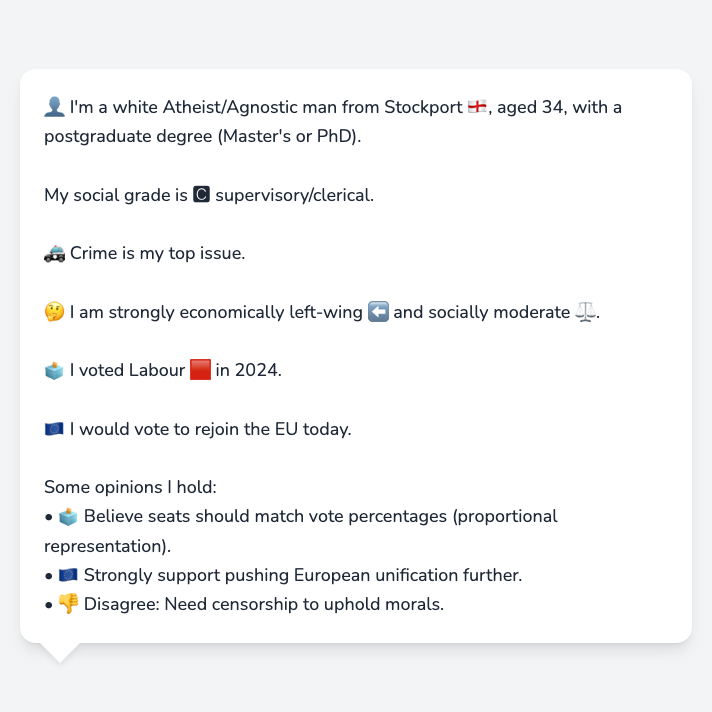 👤 I'm a white Atheist/Agnostic man from Stockport 🏴󠁧󠁢󠁥󠁮󠁧󠁿, aged 34, with a
postgraduate degree (Master's or PhD).
My social grade is 🅲 supervisory/clerical.
🚓 Crime is my top issue.
🤔 I am strongly economically left-wing ⬅️ and socially moderate ⚖️.
🗳️ I voted Labour 🟥 in 2024.
🇪🇺 I would vote to rejoin the EU today.
Some opinions I hold:
• 🗳️ Believe seats should match vote percentages (proportional
representation).
• 🇪🇺 Strongly support pushing European unification further.
• 👎 Disagree: Need censorship to uphold morals.